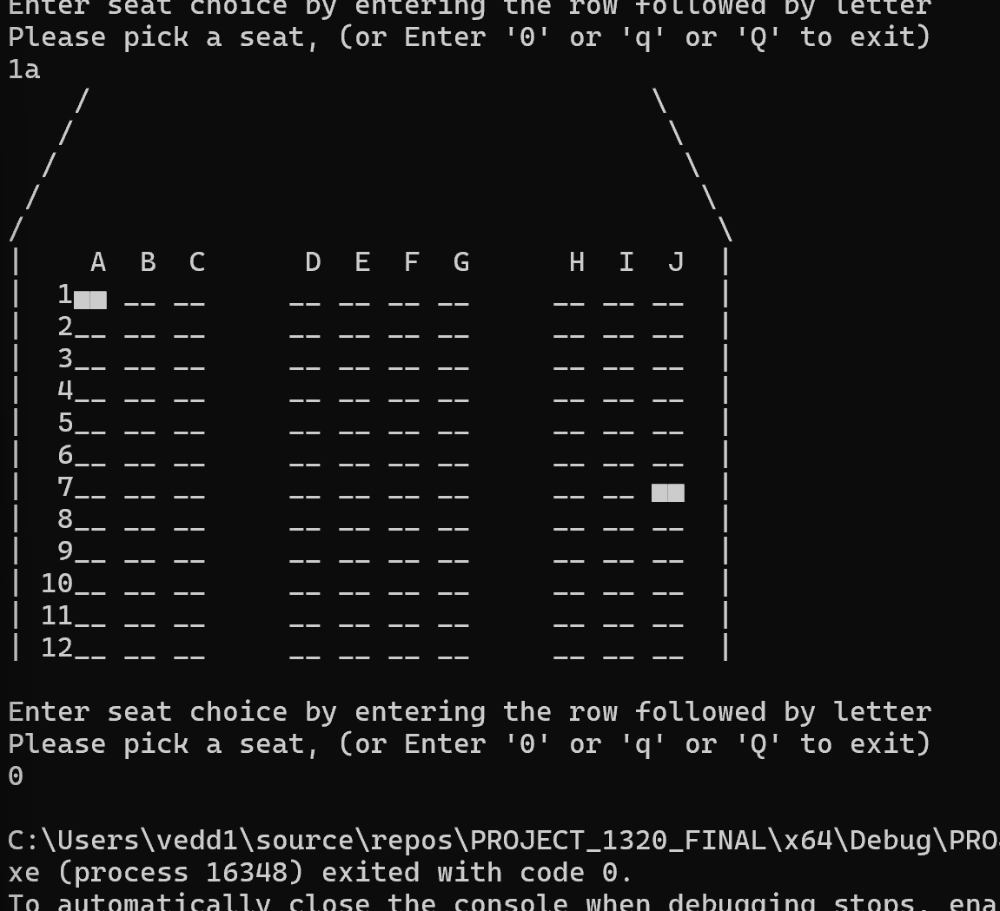 Enter seat choice by entering the row followed by letter
Please pick a seat, (or Enter '0' or 'q' or 'Q' to exit)
1a
    /                                  \
   /                                    \
  /                                      \
 /                                        \
/                                          \
|    A  B  C      D  E  F  G      H  I  J  |
|   1██ __ __     __ __ __ __     __ __ __  |
|   2__ __ __     __ __ __ __     __ __ __  |
|   3__ __ __     __ __ __ __     __ __ __  |
|   4__ __ __     __ __ __ __     __ __ __  |
|   5__ __ __     __ __ __ __     __ __ __  |
|   6__ __ __     __ __ __ __     __ __ __  |
|   7__ __ __     __ __ __ __     __ __ ██  |
|   8__ __ __     __ __ __ __     __ __ __  |
|   9__ __ __     __ __ __ __     __ __ __  |
|  10__ __ __     __ __ __ __     __ __ __  |
|  11__ __ __     __ __ __ __     __ __ __  |
|  12__ __ __     __ __ __ __     __ __ __  |
Enter seat choice by entering the row followed by letter
Please pick a seat, (or Enter '0' or 'q' or 'Q' to exit)
0
C:\Users\vedd1\source\repos\PROJECT_1320_FINAL\x64\Debug\PRO
xe (process 16348) exited with code 0.
To automatically close the console when debugging stops, ena